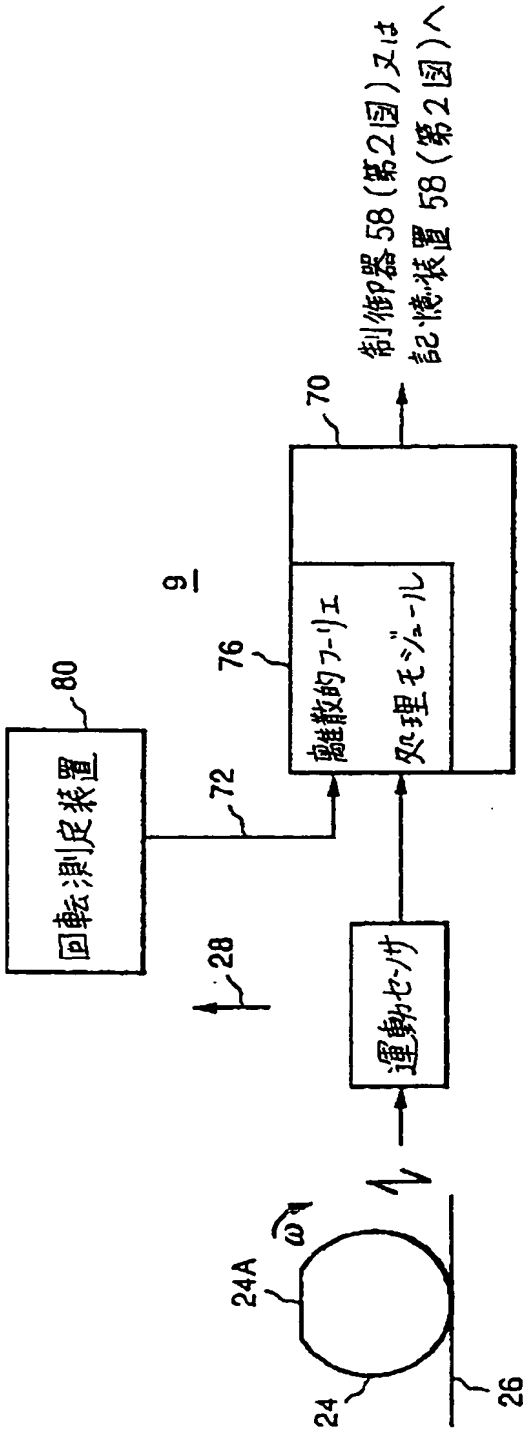 回転測定装置
80
72
28
9
76
70
離散的フーリエ
処理モジュール
運動センサ
制御器 58 (第2図) 又は
記憶装置 58 (第2図) へ
24A
ω
24
26